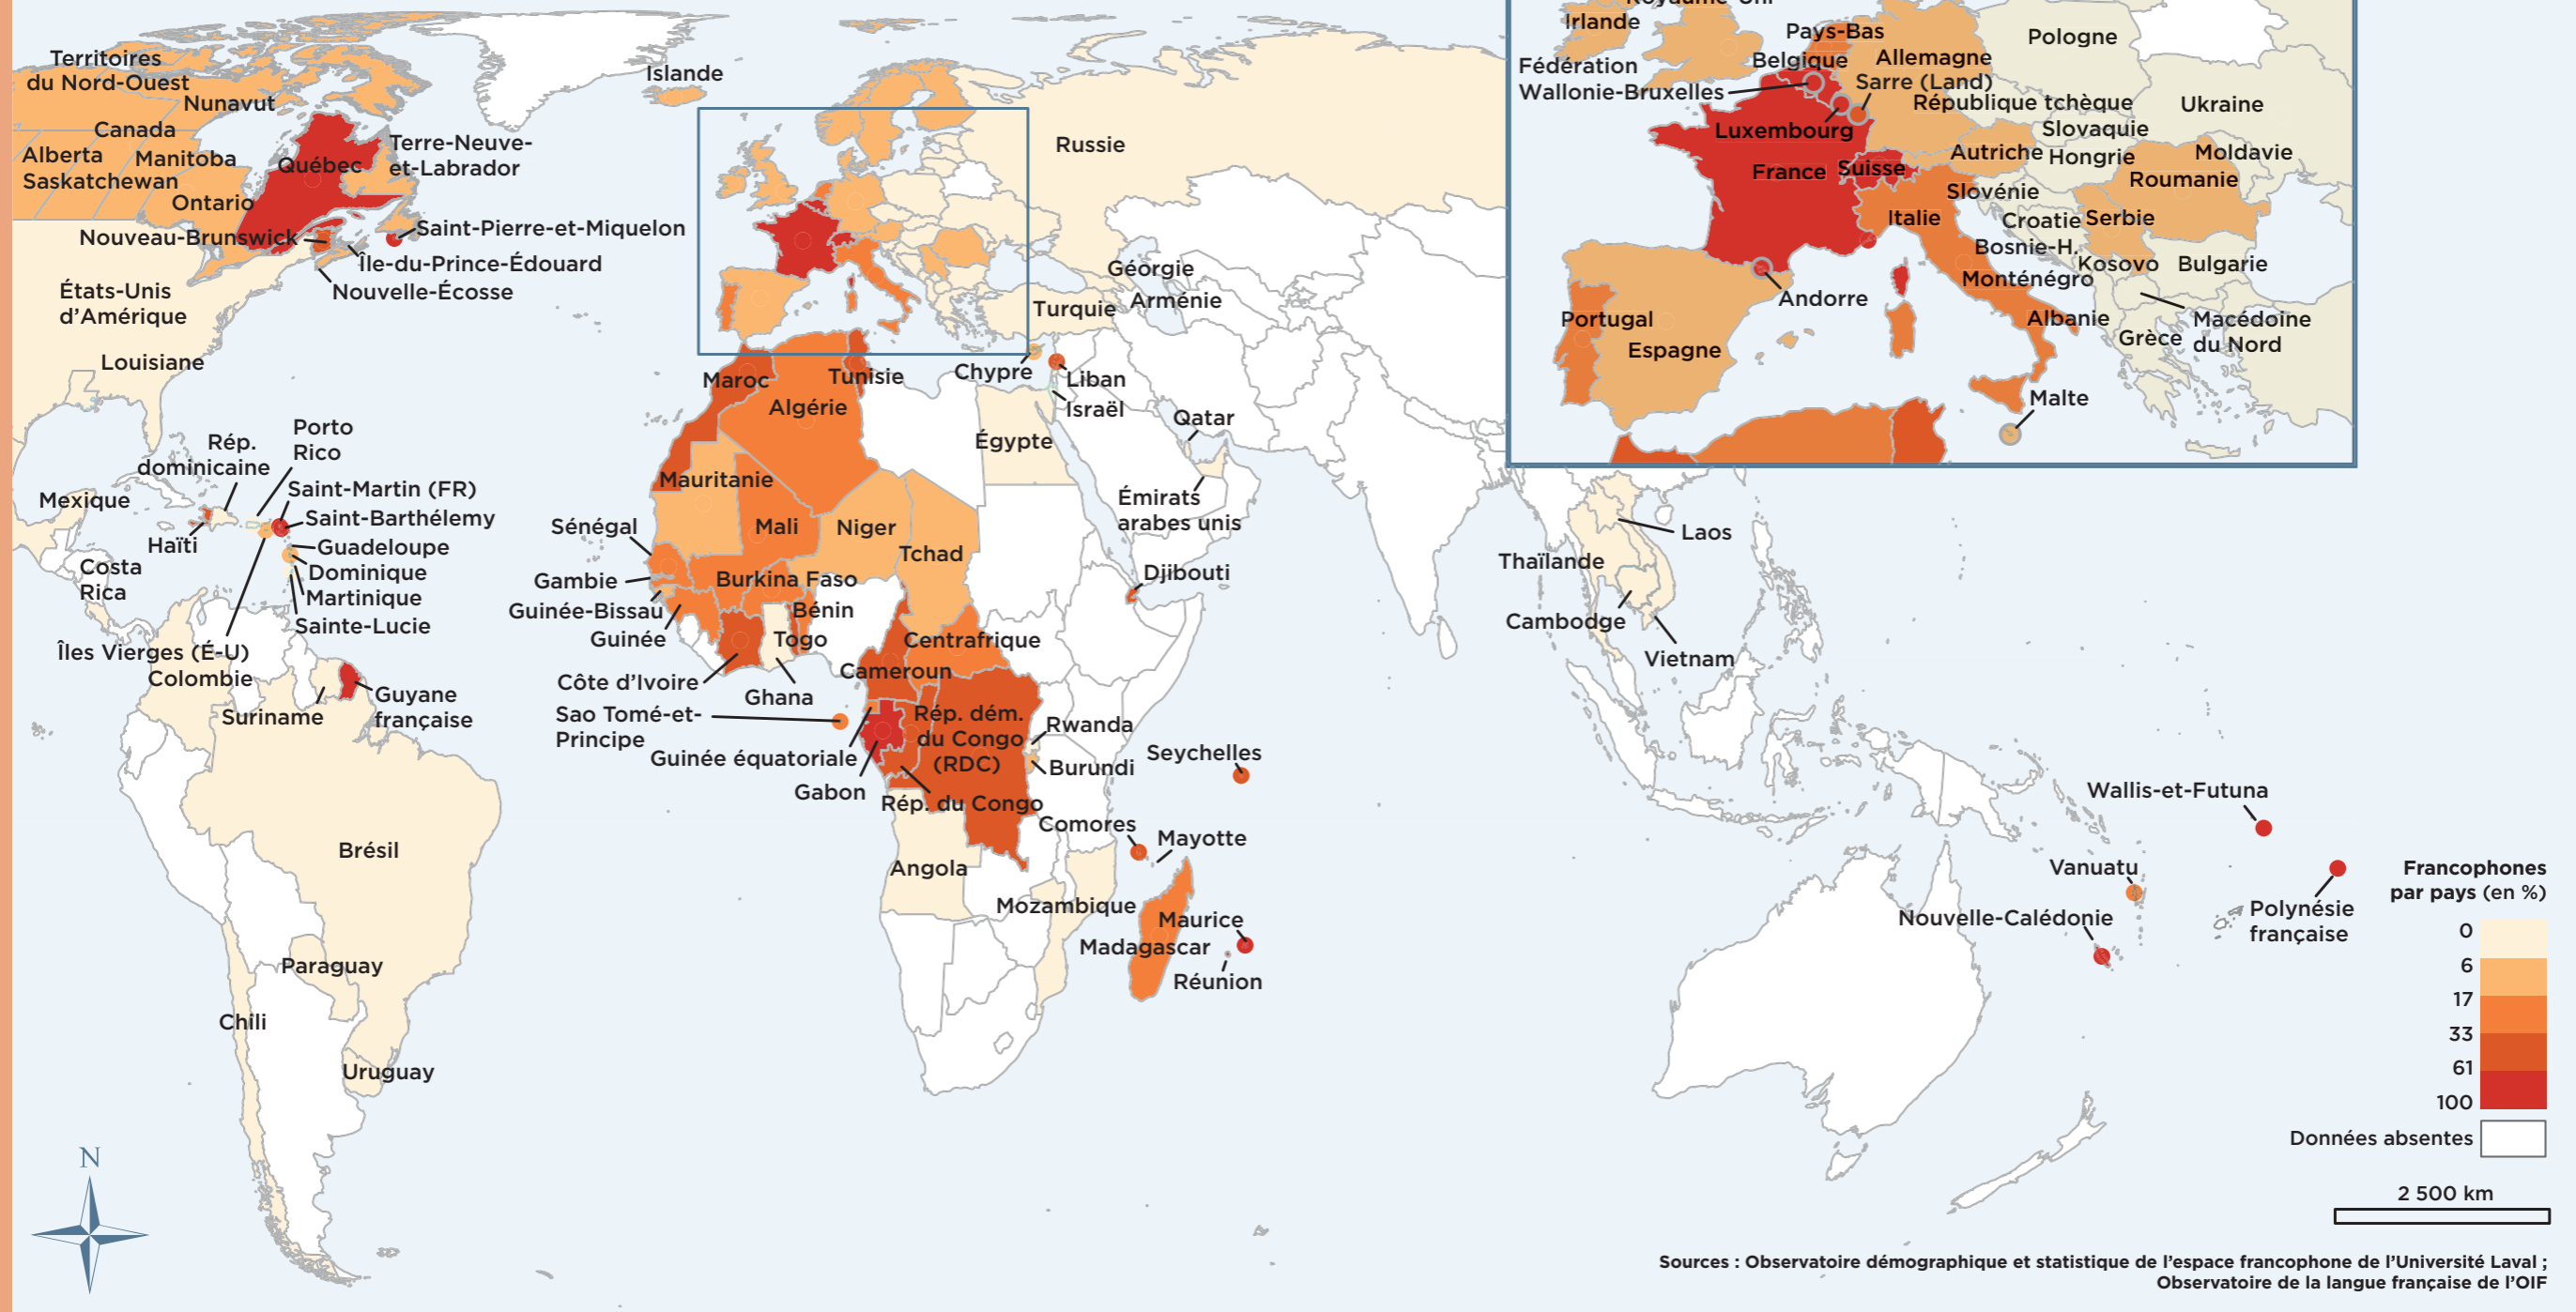 Territoires
du Nord-Ouest
Nunavut
Canada
Alberta
Manitoba
Saskatchewan
Ontario
Québec
Terre-Neuve-
et-Labrador
Nouveau-Brunswick
Saint-Pierre-et-Miquelon
Île-du-Prince-Édouard
Nouvelle-Écosse
États-Unis
d’Amérique
Louisiane
Mexique
Rép.
dominicaine
Porto
Rico
Saint-Martin (FR)
Saint-Barthélemy
Haïti
Guadeloupe
Dominique
Martinique
Sainte-Lucie
Costa
Rica
Îles Vierges (É-U)
Colombie
Suriname
Guyane
française
Brésil
Paraguay
Chili
Uruguay
N
Islande
Russie
Géorgie
Arménie
Turquie
Chypre
Liban
Israël
Qatar
Émirats
arabes unis
Maroc
Tunisie
Algérie
Égypte
Mauritanie
Mali
Niger
Tchad
Sénégal
Gambie
Guinée-Bissau
Guinée
Burkina Faso
Bénin
Togo
Côte d’Ivoire
Ghana
Sao Tomé-et-
Principe
Guinée équatoriale
Gabon
Cameroun
Centrafrique
Rép. dém.
du Congo
(RDC)
Rép. du Congo
Rwanda
Burundi
Djibouti
Seychelles
Comores
Mayotte
Angola
Mozambique
Maurice
Madagascar
Réunion
Royaume-Uni
Irlande
Pays-Bas
Belgique
Fédération
Wallonie-Bruxelles
Allemagne
Sarre (Land)
Pologne
République tchèque
Ukraine
Slovaquie
Luxembourg
France
Suisse
Autriche
Hongrie
Moldavie
Roumanie
Slovénie
Italie
Croatie
Serbie
Bosnie-H.
Kosovo
Bulgarie
Monténégro
Andorre
Portugal
Espagne
Albanie
Macédoine
du Nord
Grèce
Malte
Laos
Thaïlande
Cambodge
Vietnam
Wallis-et-Futuna
Vanuatu
Nouvelle-Calédonie
Polynésie
française
Francophones
par pays (en %)
0
6
17
33
61
100
Données absentes
2 500 km
Sources : Observatoire démographique et statistique de l’espace francophone de l’Université Laval ;
Observatoire de la langue française de l’OIF